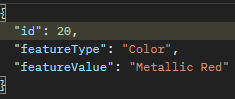 {
"id": 20,
"featureType": "Color",
"featureValue": "Metallic Red"
}